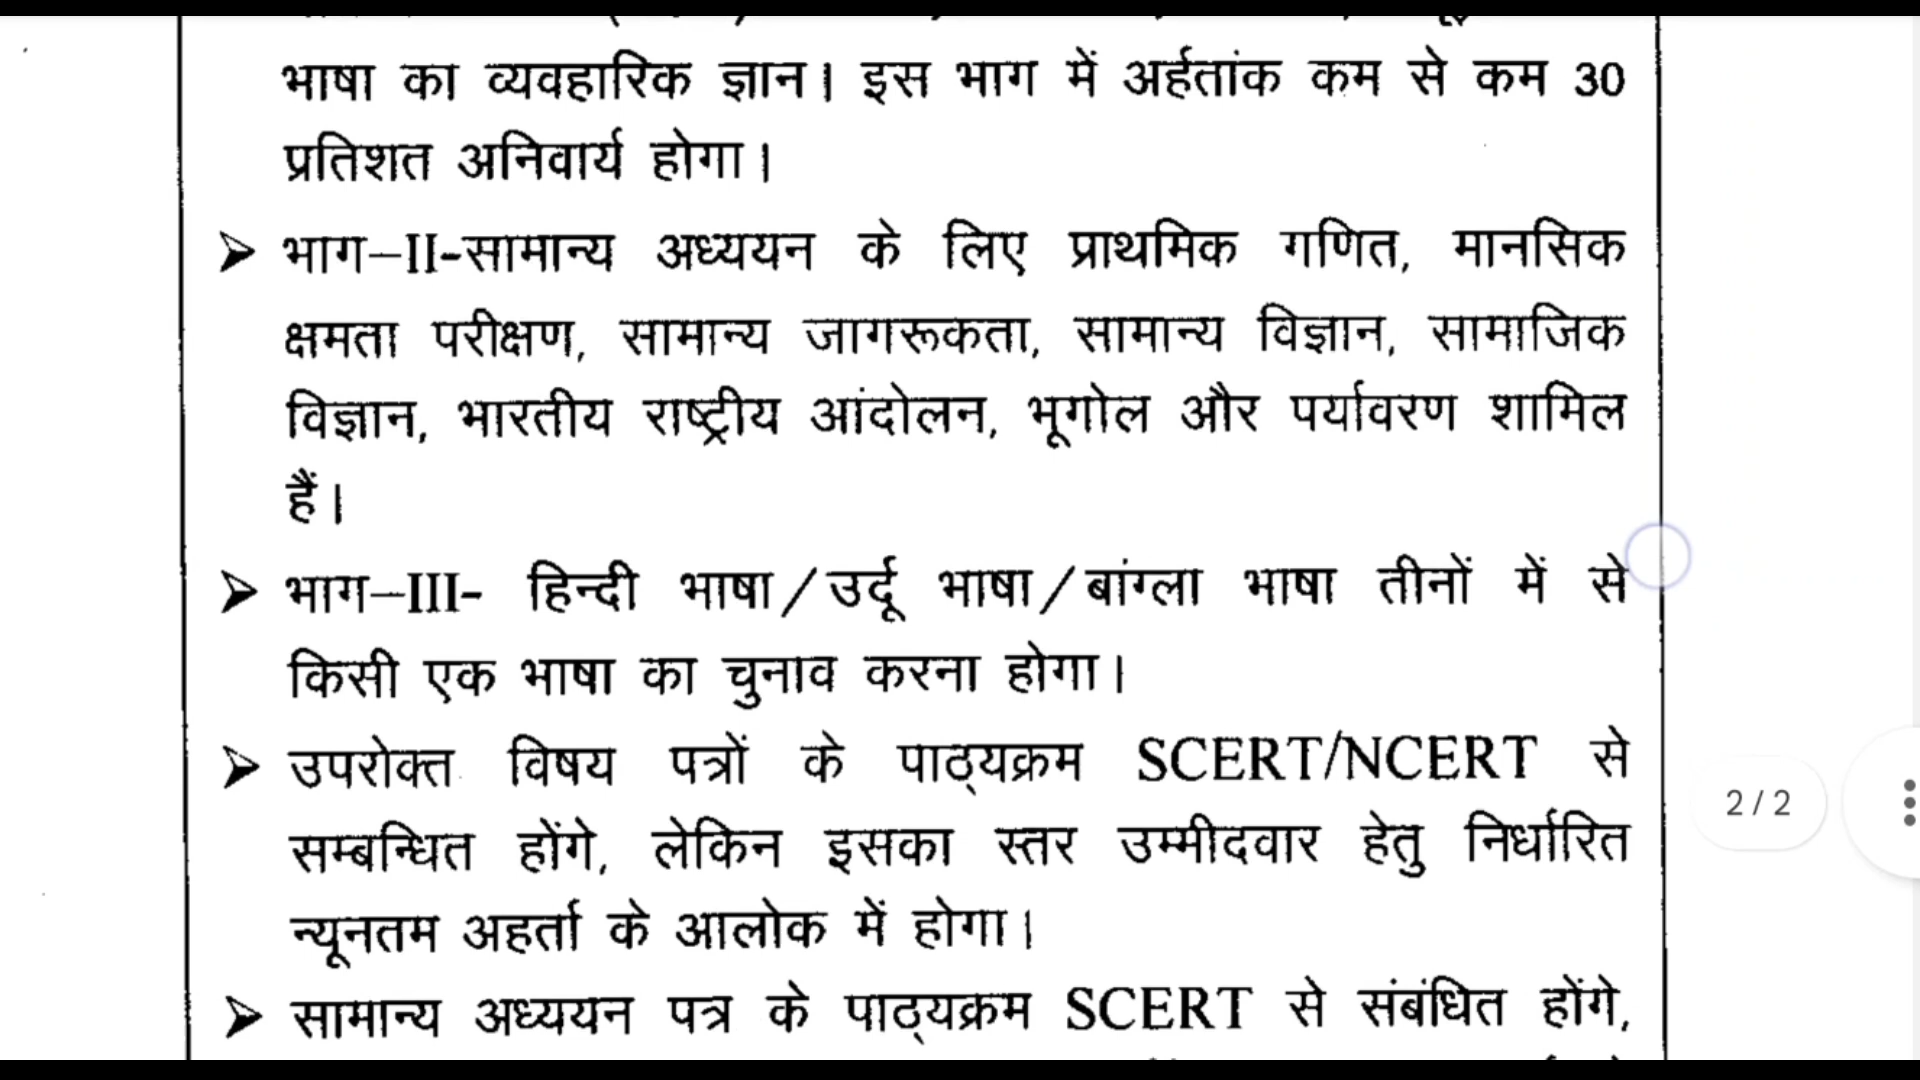 भाषा का व्यवहारिक ज्ञान। इस भाग में अर्हतांक कम से कम 30
प्रतिशत अनिवार्य होगा।
➢ भाग–II-सामान्य अध्ययन के लिए प्राथमिक गणित, मानसिक
क्षमता परीक्षण, सामान्य जागरूकता, सामान्य विज्ञान, सामाजिक
विज्ञान, भारतीय राष्ट्रीय आंदोलन, भूगोल और पर्यावरण शामिल
हैं।
➢ भाग–III- हिन्दी भाषा/उर्दू भाषा/बांग्ला भाषा तीनों में से
किसी एक भाषा का चुनाव करना होगा।
➢ उपरोक्त विषय पत्रों के पाठ्यक्रम SCERT/NCERT से
सम्बन्धित होंगे, लेकिन इसका स्तर उम्मीदवार हेतु निर्धारित
न्यूनतम अहर्ता के आलोक में होगा।
➢ सामान्य अध्ययन पत्र के पाठ्यक्रम SCERT से संबंधित होंगे,
2/2